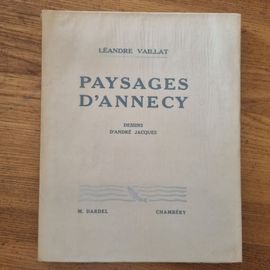 LÉANDRE VAILLAT
PAYSAGES
D'ANNECY
DESSINS
D'ANDRÉ JACQUES
M. DARDEL CHAMBÉRY